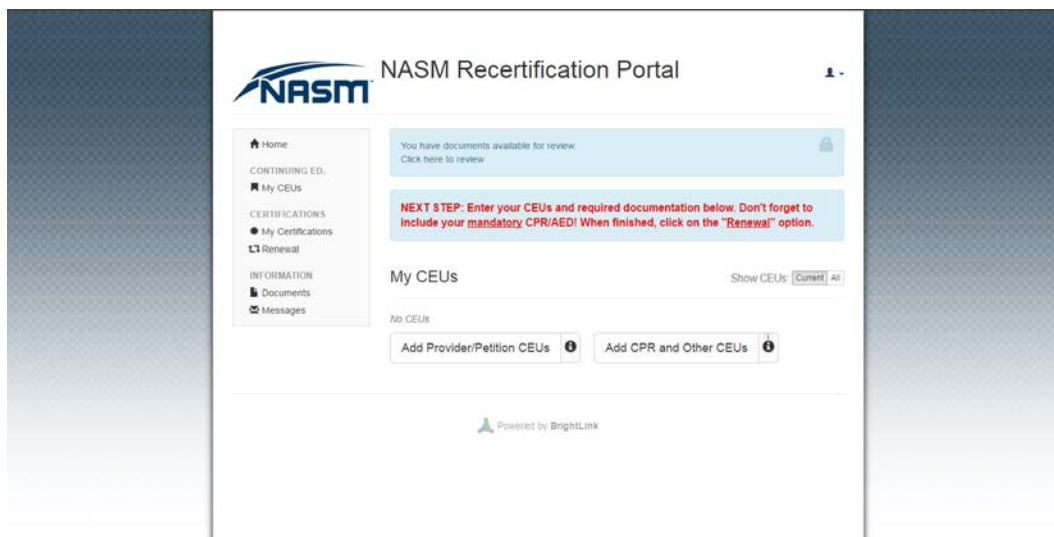 NASM
NASM Recertification Portal
Home
CONTINUING ED.
My CEUs
CERTIFICATIONS
My Certifications
Renewal
INFORMATION
Documents
Messages
You have documents available for review.
Click here to review
NEXT STEP: Enter your CEUs and required documentation below. Don't forget to
include your mandatory CPR/AED! When finished, click on the "Renewal" option.
My CEUs
Show CEUs: Current All
No CEUs
Add Provider/Petition CEUs
Add CPR and Other CEUs
Powered by BrightLink